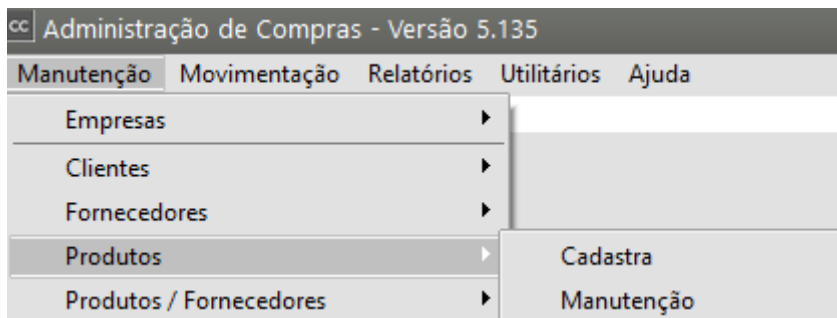 cc Administração de Compras - Versão 5.135
Manutenção Movimentação Relatórios Utilitários Ajuda
Empresas
Clientes
Fornecedores
Produtos Cadastra
Produtos / Fornecedores Manutenção